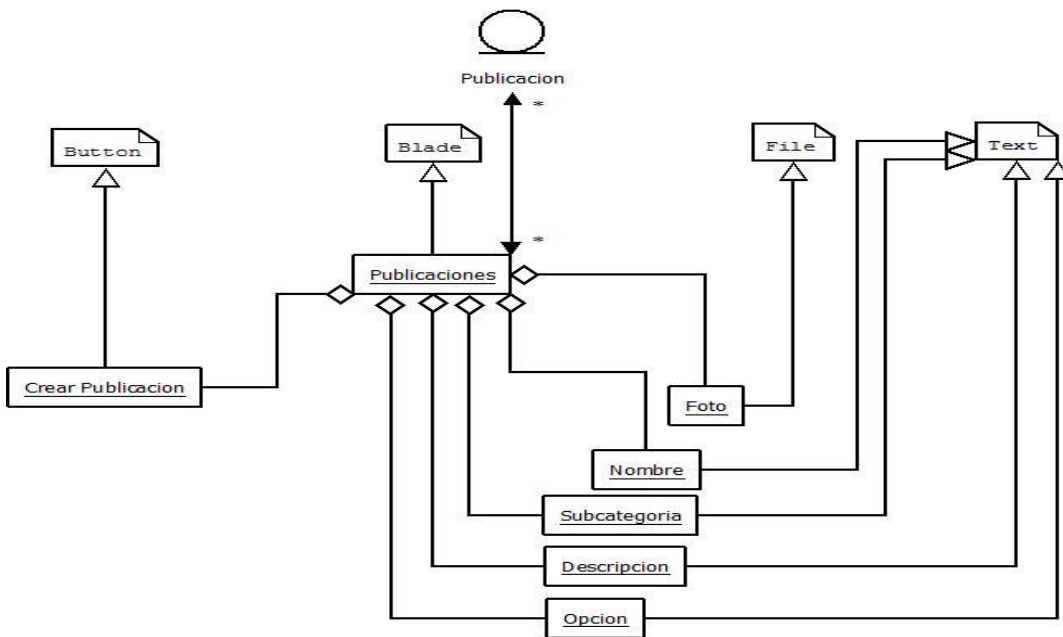 Publicacion
*
Button
Blade
File
Text
*
Publicaciones
Crear Publicacion
Foto
Nombre
Subcategoria
Descripcion
Opcion